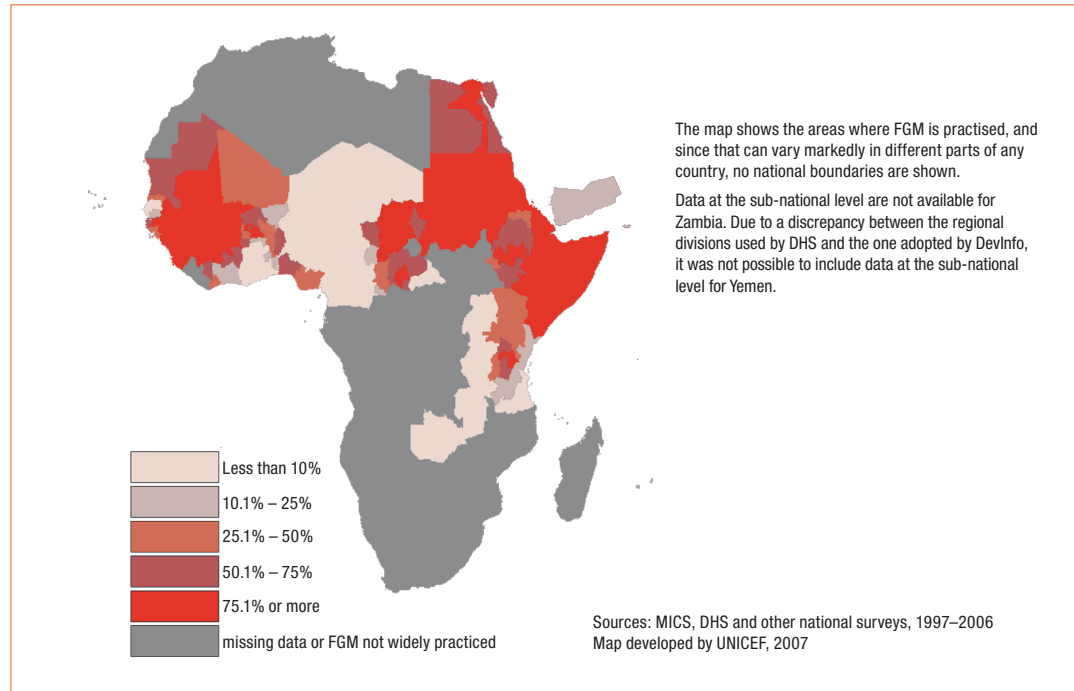 The map shows the areas where FGM is practised, and
since that can vary markedly in different parts of any
country, no national boundaries are shown.
Data at the sub-national level are not available for
Zambia. Due to a discrepancy between the regional
divisions used by DHS and the one adopted by DevInfo,
it was not possible to include data at the sub-national
level for Yemen.
Less than 10%
10.1% – 25%
25.1% – 50%
50.1% – 75%
75.1% or more
missing data or FGM not widely practiced
Sources: MICS, DHS and other national surveys, 1997–2006
Map developed by UNICEF, 2007